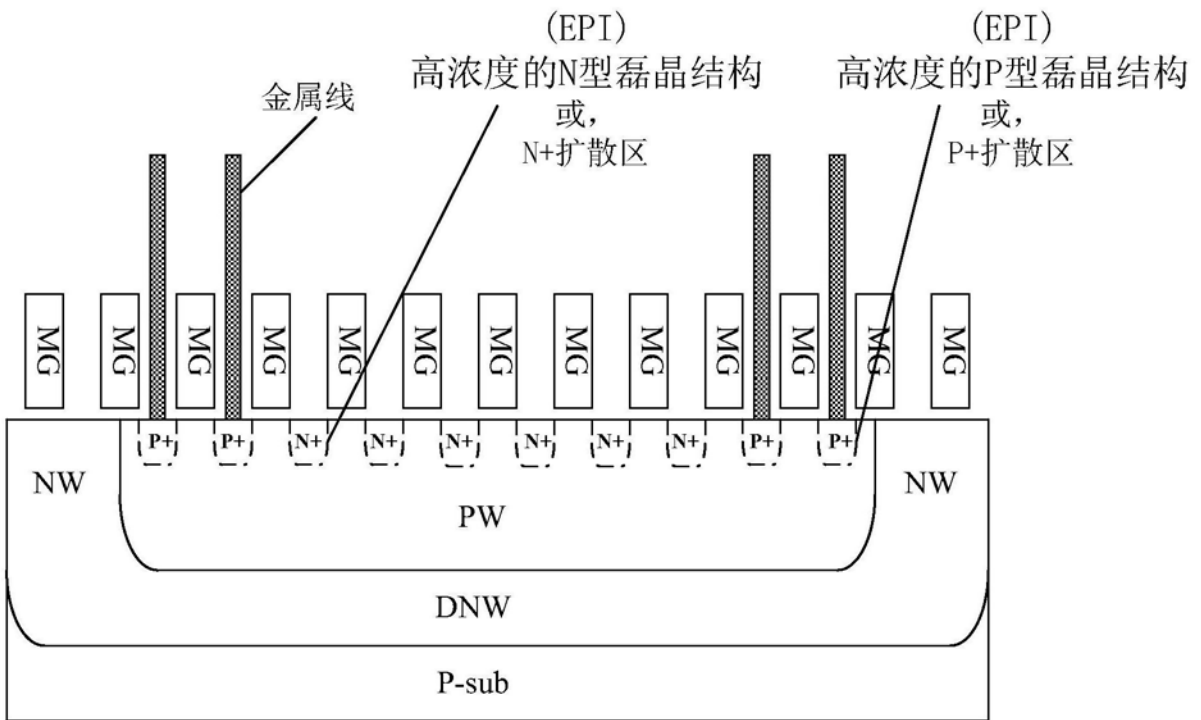 (EPI)
高浓度的N型磊晶结构
或,
N+扩散区
(EPI)
高浓度的P型磊晶结构
或,
P+扩散区
金属线
MG MG MG MG MG MG MG MG MG MG MG MG MG
P+ P+ N+ N+ N+ N+ N+ N+ P+ P+
NW PW NW
DNW
P-sub